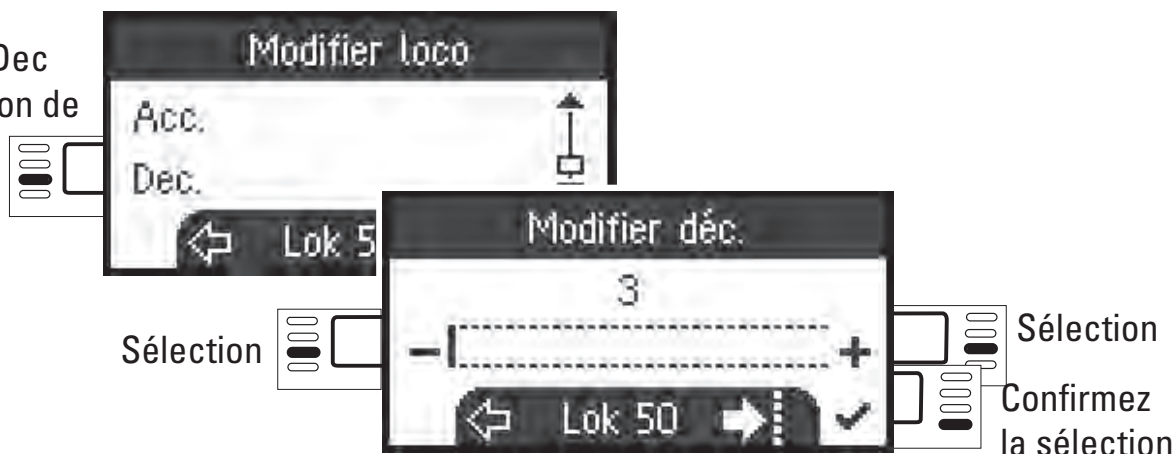 Modifier loco
Dec
on de
Acc.
Dec.
Lok 5
Modifier déc.
3
Sélection
- +
Sélection
Lok 50
Confirmez
la sélection